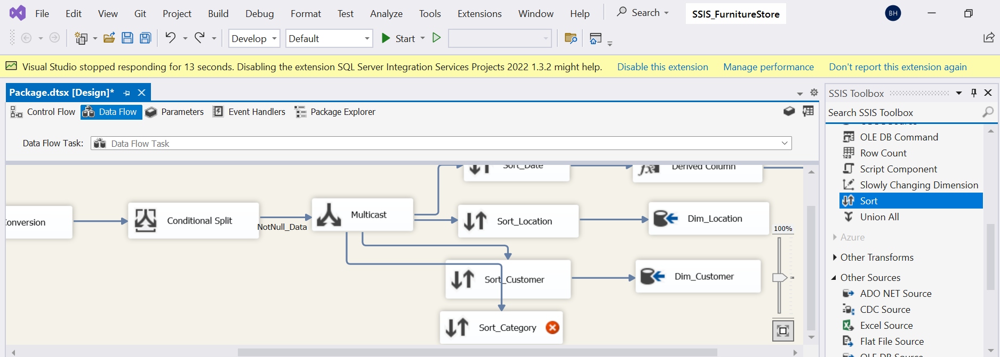 File Edit View Git Project Build Debug Format Test Analyze Tools Extensions Window Help Search SSIS_FurnitureStore BH
Develop Default Start
Visual Studio stopped responding for 13 seconds. Disabling the extension SQL Server Integration Services Projects 2022 1.3.2 might help. Disable this extension Manage performance Don't report this extension again
Package.dtsx [Design]*
Control Flow Data Flow Parameters Event Handlers Package Explorer
Data Flow Task: Data Flow Task
Sort_Date Derived Column
onversion Conditional Split NotNull_Data Multicast Sort_Location Dim_Location
100%
Sort_Customer Dim_Customer
Sort_Category
SSIS Toolbox
Search SSIS Toolbox
OLE DB Command
Row Count
Script Component
Slowly Changing Dimension
Sort
Union All
Azure
Other Transforms
Other Sources
ADO NET Source
CDC Source
Excel Source
Flat File Source
OLE DB Source